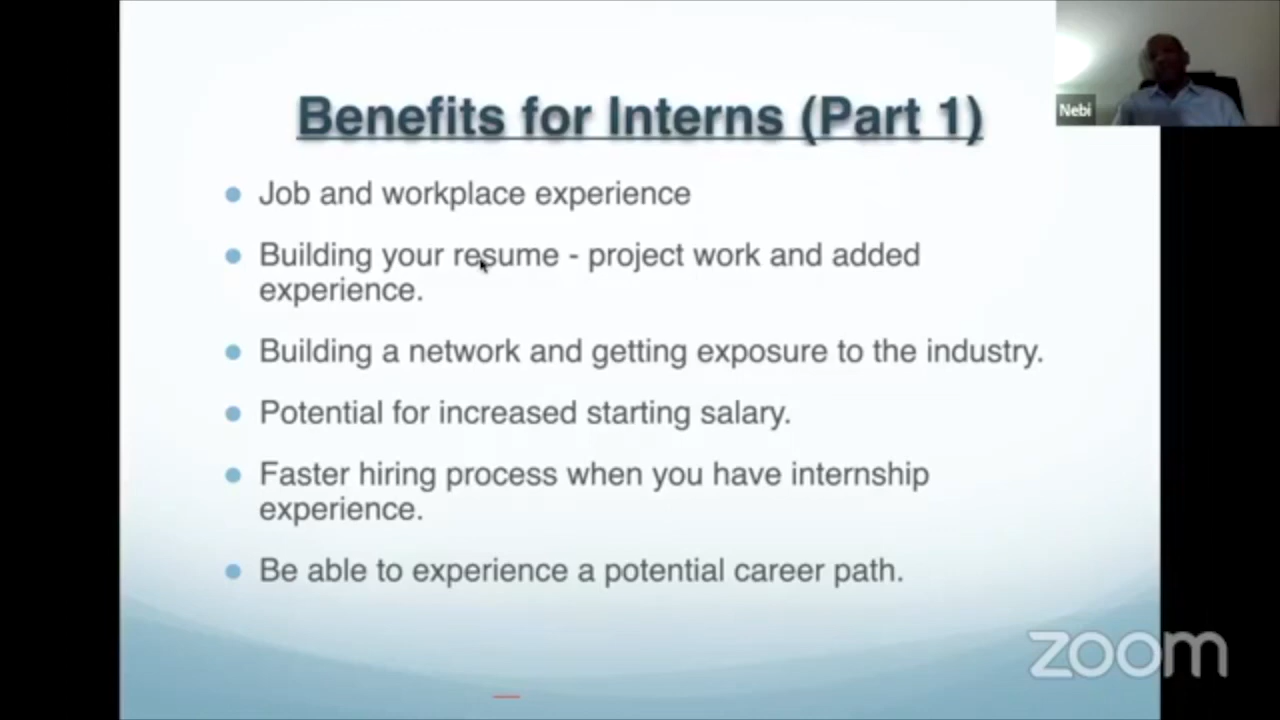 Benefits for Interns (Part 1)
Nebi
Job and workplace experience
Building your resume - project work and added
experience.
Building a network and getting exposure to the industry.
Potential for increased starting salary.
Faster hiring process when you have internship
experience.
Be able to experience a potential career path.
zoom